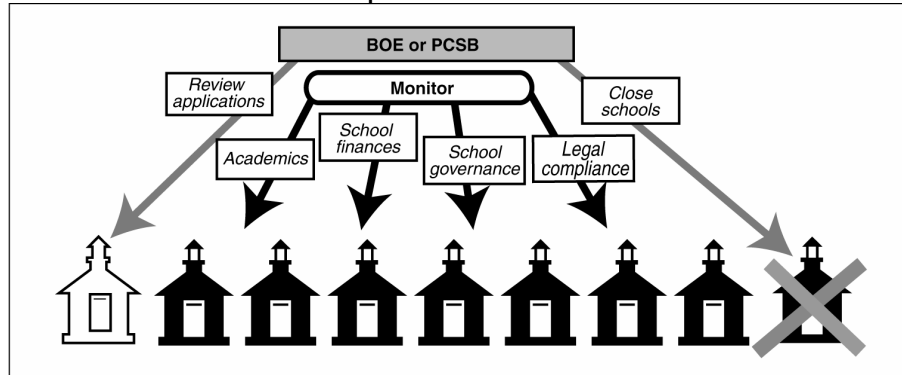 BOE or PCSB
Monitor
Review
applications
Close
schools
Academics
School
finances
School
governance
Legal
compliance